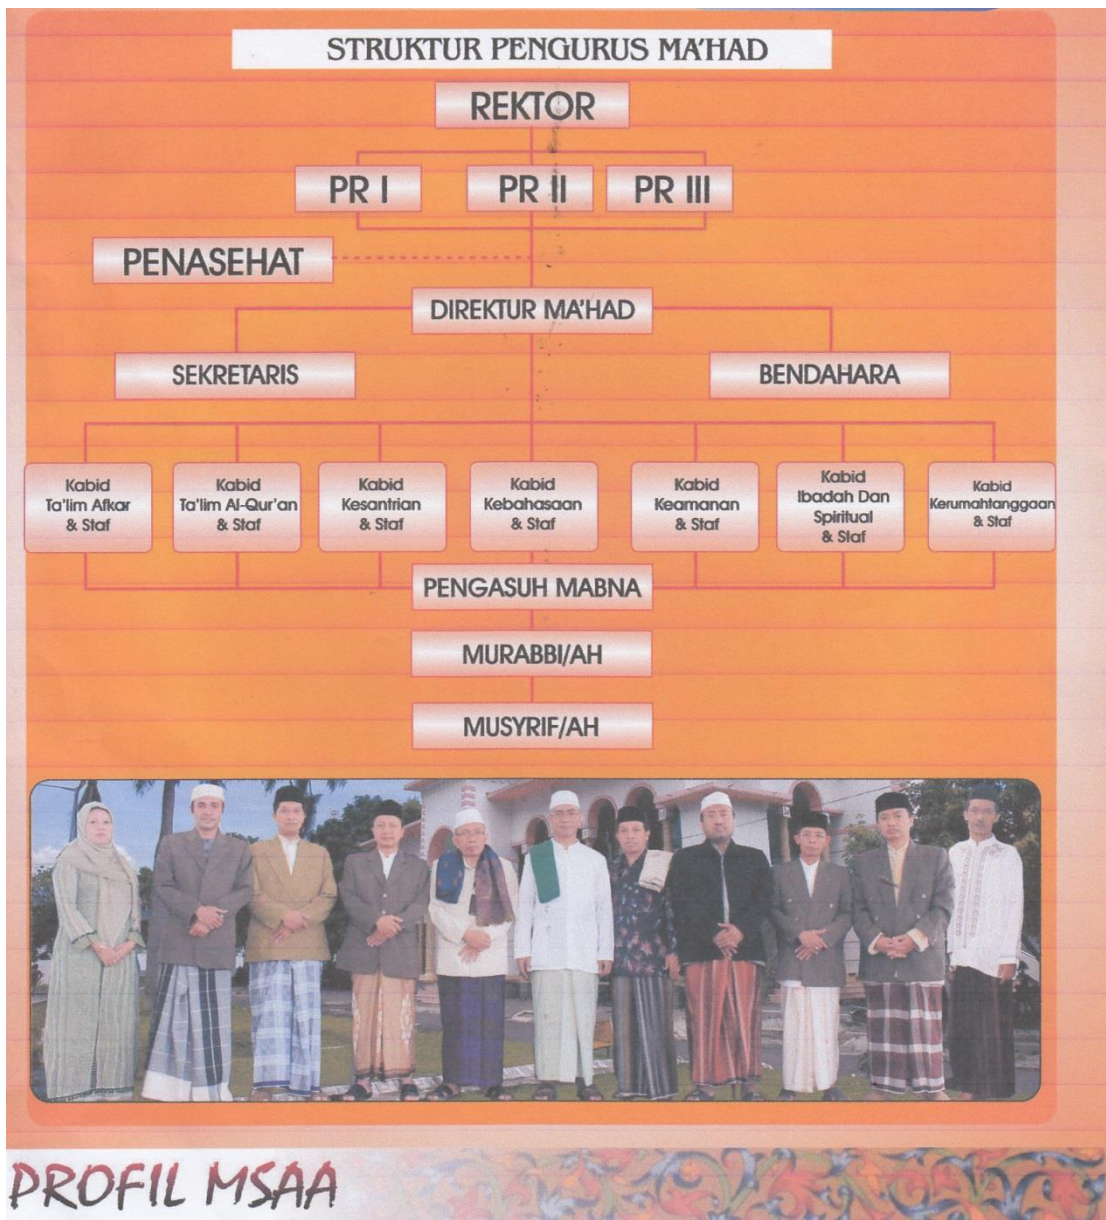 STRUKTUR PENGURUS MA'HAD
REKTOR
PR I
PR II
PR III
PENASEHAT
DIREKTUR MA'HAD
SEKRETARIS
BENDAHARA
Kabid
Ta'lim Afkar
& Staf
Kabid
Ta'lim Al-Qur'an
& Staf
Kabid
Kesantrian
& Staf
Kabid
Kebahasaan
& Staf
Kabid
Keamanan
& Staf
Kabid
Ibadah Dan
Spiritual
& Staf
Kabid
Kerumahtanggaan
& Staf
PENGASUH MABNA
MURABBI/AH
MUSYRIF/AH
PROFIL MSAA